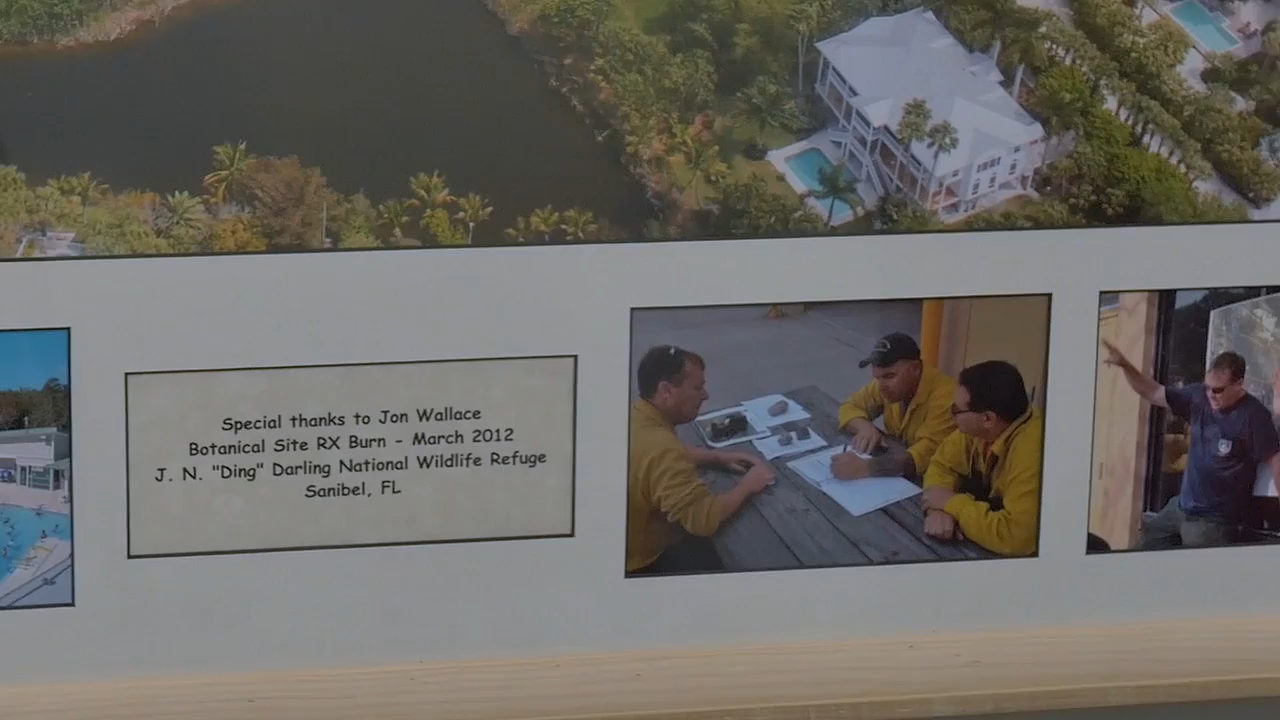 Special thanks to Jon Wallace
Botanical Site RX Burn - March 2012
J. N. "Ding" Darling National Wildlife Refuge
Sanibel, FL